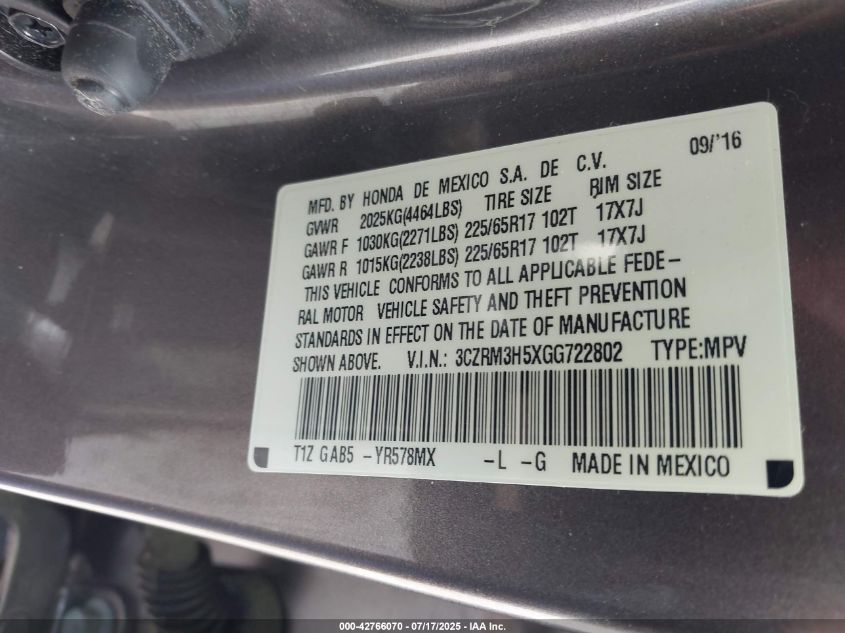 09/'16
MFD. BY HONDA DE MEXICO S.A. DE C.V.
GVWR 2025KG(4464LBS) TIRE SIZE RIM SIZE
GAWR F 1030KG(2271LBS) 225/65R17 102T 17X7J
GAWR R 1015KG(2238LBS) 225/65R17 102T 17X7J
THIS VEHICLE CONFORMS TO ALL APPLICABLE FEDE-
RAL MOTOR VEHICLE SAFETY AND THEFT PREVENTION
STANDARDS IN EFFECT ON THE DATE OF MANUFACTURE
SHOWN ABOVE. V.I.N.: 3CZRM3H5XGG722802 TYPE:MPV
T1Z GAB5 -YR578MX -L -G MADE IN MEXICO
000-42766070 - 07/17/2025 - IAA, Inc.